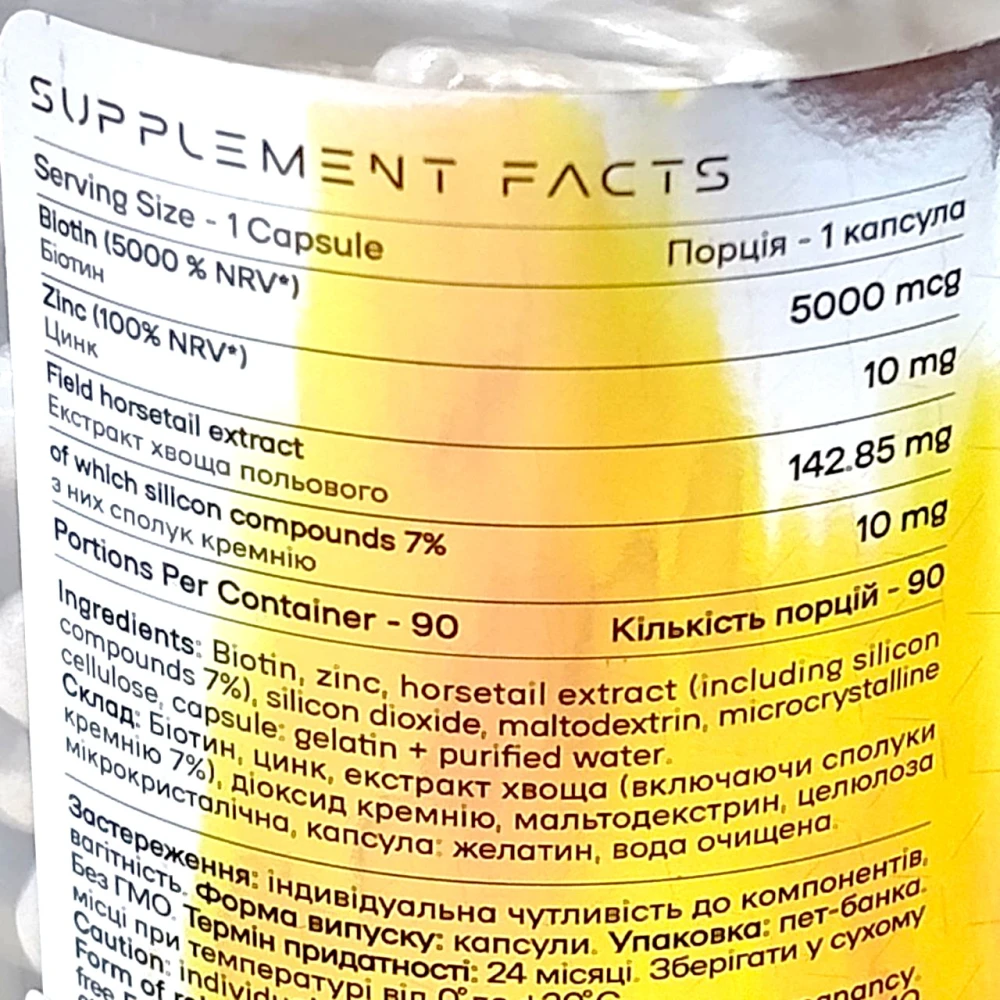 SUPPLEMENT FACTS
Serving Size - 1 Capsule Порція - 1 капсула
Biotin (5000 % NRV*) 5000 mcg
Біотин
Zinc (100% NRV*) 10 mg
Цинк
Field horsetail extract 142.85 mg
Екстракт хвоща польового
of which silicon compounds 7% 10 mg
з них сполук кремнію
Portions Per Container - 90 Кількість порцій - 90
Ingredients: Biotin, zinc, horsetail extract (including silicon
compounds 7%), silicon dioxide, maltodextrin, microcrystalline
cellulose, capsule: gelatin + purified water.
Склад: Біотин, цинк, екстракт хвоща (включаючи сполуки
кремнію 7%), діоксид кремнію, мальтодекстрин, целюлоза
мікрокристалічна, капсула: желатин, вода очищена.
Застереження: індивідуальна чутливість до компонентів,
вагітність. Форма випуску: капсули. Упаковка: пет-банка.
Без ГМО. Термін придатності: 24 місяці. Зберігати у сухому
місці при температурі від
Caution:
Form of
free